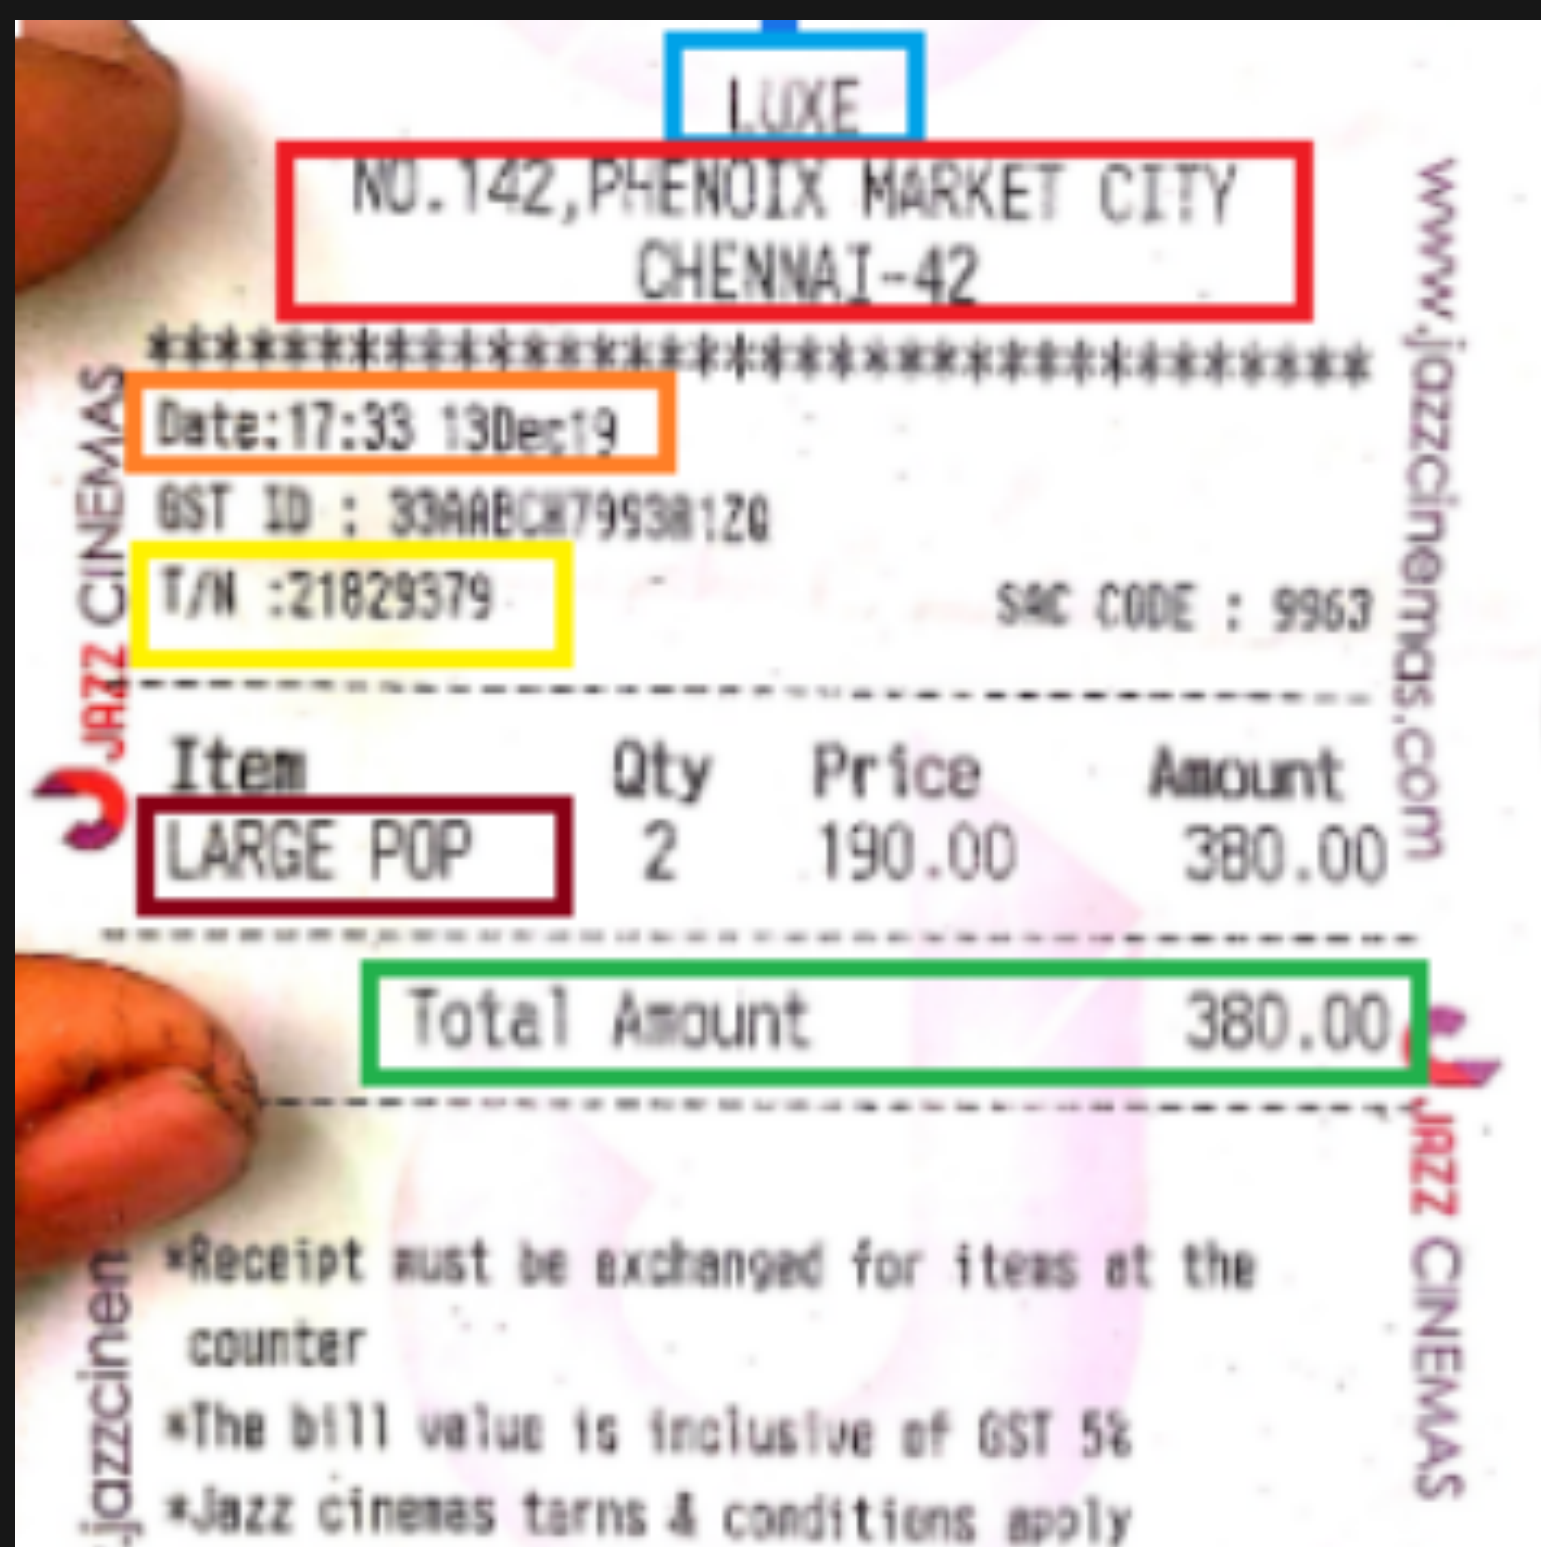 LUXE
NO.142,PHENOIX MARKET CITY
CHENNAI-42
***********************************
Date:17:33 13Dec19
GST ID :
T/N :21829379
SAC CODE : 9963
Item Qty Price Amount
LARGE POP 2 190.00 380.00
Total Amount 380.00
*Receipt must be exchanged for items at the
counter
*The bill value is inclusive of GST 5%
*Jazz cinemas tarns & conditions apply
JAZZ CINEMAS
www.jazzcinemas.com
JAZZ CINEMAS
.jazzcinem